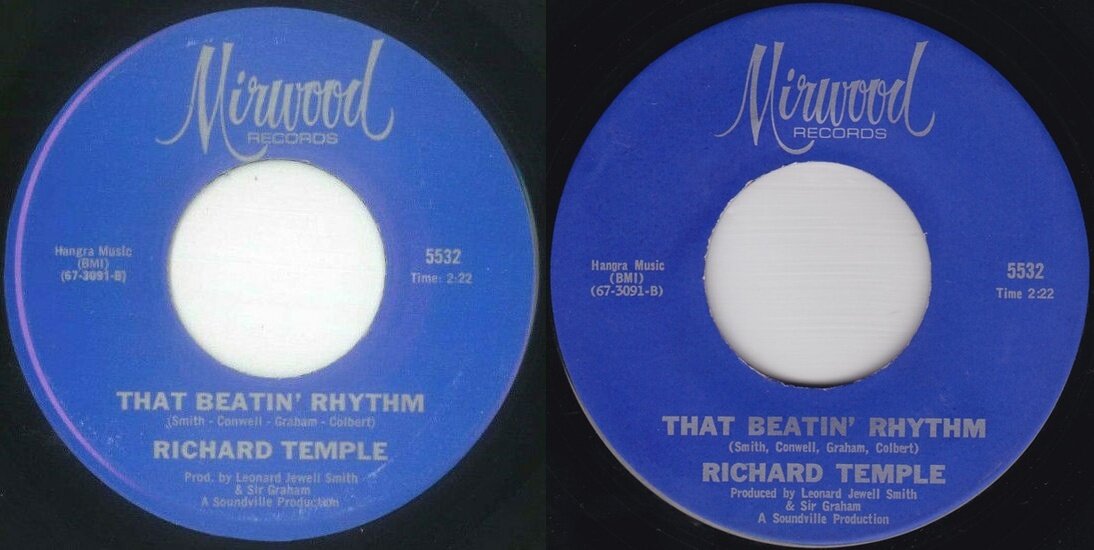 Mirwood
RECORDS
Hangra Music
(BMI)
(67-3091-B)
5532
Time: 2:22
THAT BEATIN' RHYTHM
(Smith - Conwell - Graham - Colbert)
RICHARD TEMPLE
Prod. by Leonard Jewell Smith
& Sir Graham
A Soundville Production
Mirwood
RECORDS
Hangra Music
(BMI)
(67-3091-B)
5532
Time 2:22
THAT BEATIN' RHYTHM
(Smith, Conwell, Graham, Colbert)
RICHARD TEMPLE
Produced by Leonard Jewell Smith
& Sir Graham
A Soundville Production